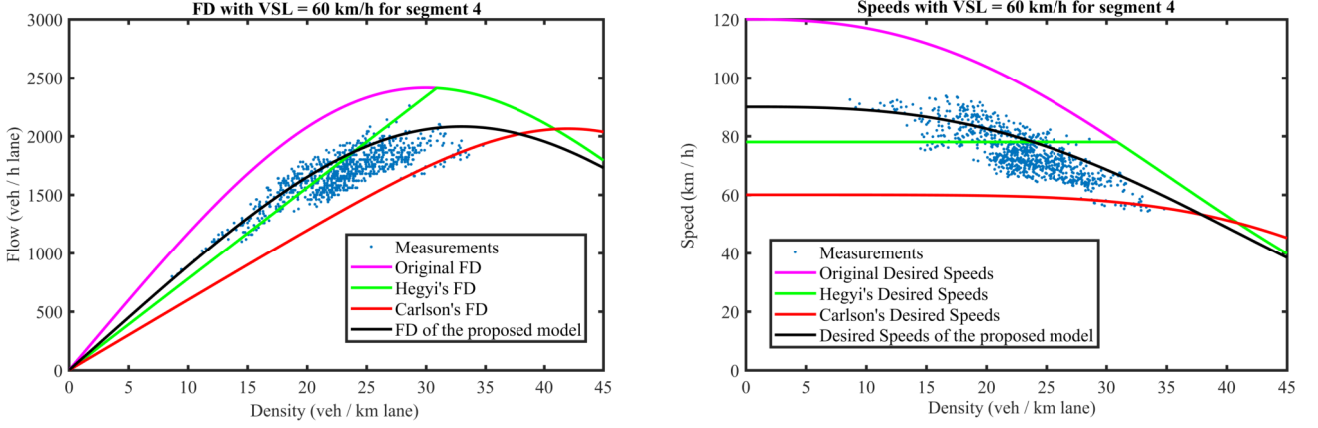 FD with VSL = 60 km/h for segment 4
3000
2500
2000
1500
1000
500
0
Flow (veh / h lane)
Measurements
Original FD
Hegyi's FD
Carlson's FD
FD of the proposed model
0 5 10 15 20 25 30 35 40 45
Density (veh / km lane)
Speeds with VSL = 60 km/h for segment 4
120
100
80
60
40
20
0
Speed (km / h)
Measurements
Original Desired Speeds
Hegyi's Desired Speeds
Carlson's Desired Speeds
Desired Speeds of the proposed model
0 5 10 15 20 25 30 35 40 45
Density (veh / km lane)